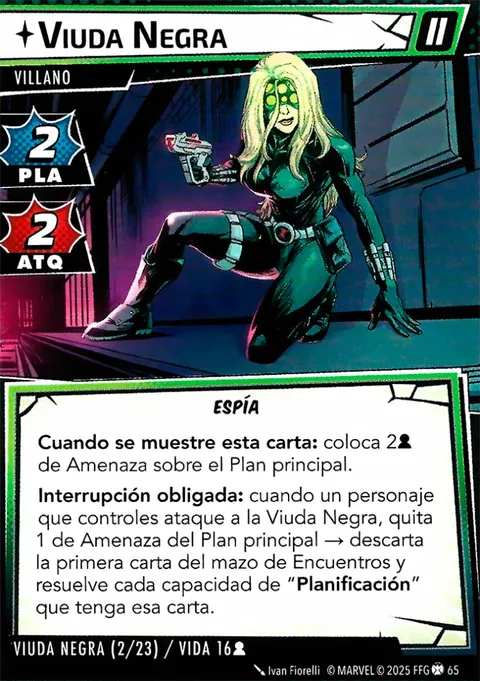 VIUDA NEGRA
II
VILLANO
2
PLA
2
ATQ
ESPÍA
Cuando se muestre esta carta: coloca 2
de Amenaza sobre el Plan principal.
Interrupción obligada: cuando un personaje
que controles ataque a la Viuda Negra, quita
1 de Amenaza del Plan principal → descarta
la primera carta del mazo de Encuentros y
resuelve cada capacidad de “Planificación”
que tenga esa carta.
VIUDA NEGRA (2/23) / VIDA 16
Ivan Fiorelli © MARVEL © 2025 FFG 65